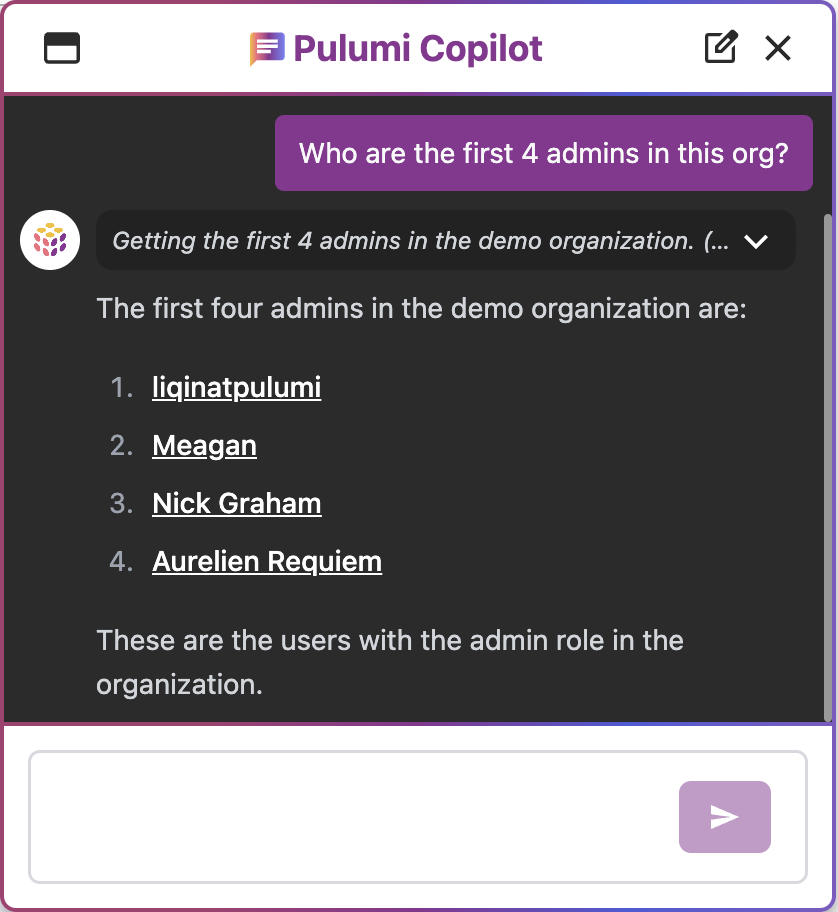 Pulumi Copilot
Who are the first 4 admins in this org?
Getting the first 4 admins in the demo organization. (...
The first four admins in the demo organization are:
1. liqinatpulumi
2. Meagan
3. Nick Graham
4. Aurelien Requiem
These are the users with the admin role in the
organization.